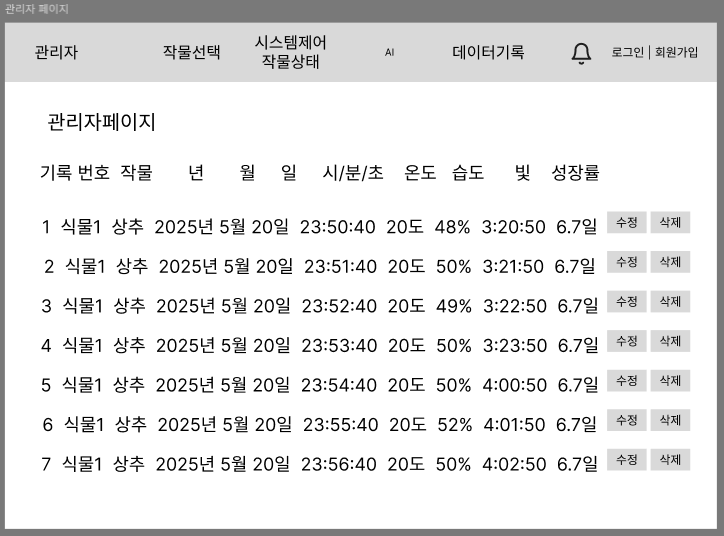 관리자 페이지
관리자 작물선택 시스템제어 작물상태 AI 데이터기록 로그인 | 회원가입
관리자페이지
기록 번호 작물 년 월 일 시/분/초 온도 습도 빛 성장률
1 식물1 상추 2025년 5월 20일 23:50:40 20도 48% 3:20:50 6.7일 수정 삭제
2 식물1 상추 2025년 5월 20일 23:51:40 20도 50% 3:21:50 6.7일 수정 삭제
3 식물1 상추 2025년 5월 20일 23:52:40 20도 49% 3:22:50 6.7일 수정 삭제
4 식물1 상추 2025년 5월 20일 23:53:40 20도 50% 3:23:50 6.7일 수정 삭제
5 식물1 상추 2025년 5월 20일 23:54:40 20도 50% 4:00:50 6.7일 수정 삭제
6 식물1 상추 2025년 5월 20일 23:55:40 20도 52% 4:01:50 6.7일 수정 삭제
7 식물1 상추 2025년 5월 20일 23:56:40 20도 50% 4:02:50 6.7일 수정 삭제